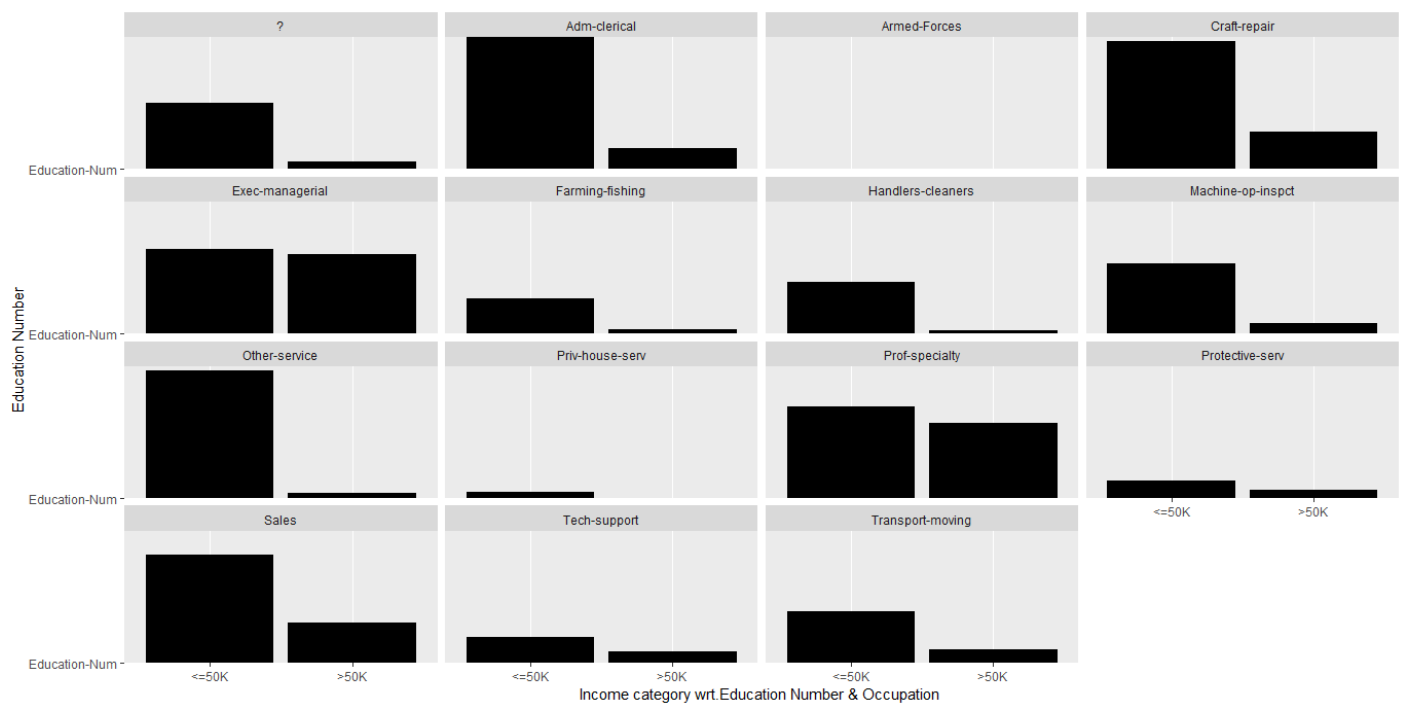 ?
Adm-clerical
Armed-Forces
Craft-repair
Education-Num
Exec-managerial
Farming-fishing
Handlers-cleaners
Machine-op-inspct
Education-Num
Education Number
Other-service
Priv-house-serv
Prof-specialty
Protective-serv
Education-Num
<=50K
>50K
Sales
Tech-support
Transport-moving
Education-Num
<=50K
>50K
<=50K
>50K
<=50K
>50K
Income category wrt.Education Number & Occupation